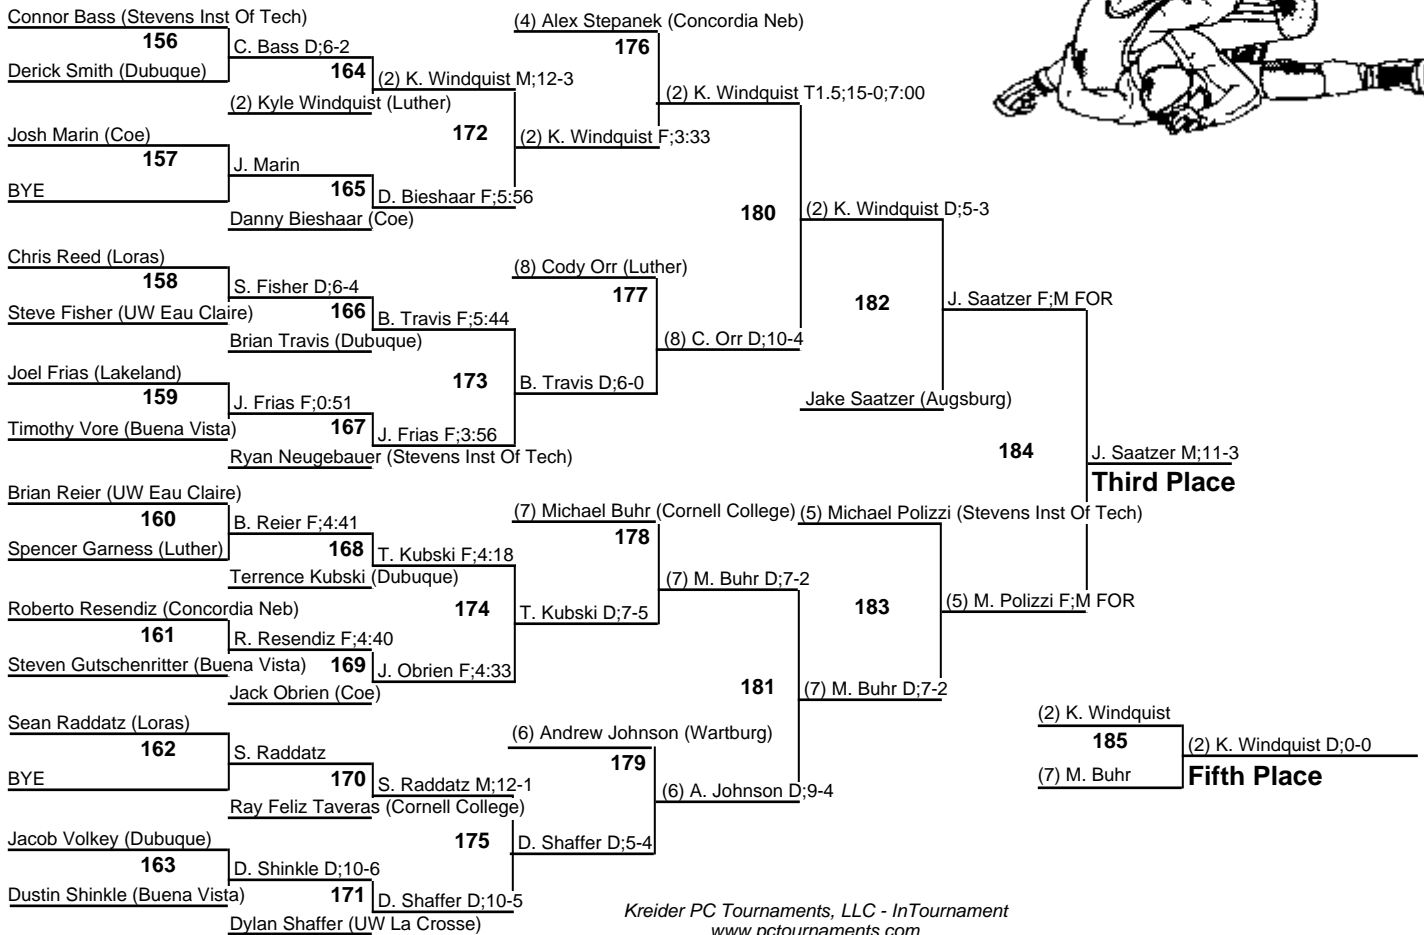 Connor Bass (Stevens Inst Of Tech)
156
Derick Smith (Dubuque)
C. Bass D;6-2
164
(2) Kyle Windquist (Luther)
(2) K. Windquist M;12-3
Josh Marin (Coe)
157
BYE
J. Marin
165
Danny Bieshaar (Coe)
D. Bieshaar F;5:56
172
(2) K. Windquist F;3:33
(4) Alex Stepanek (Concordia Neb)
176
(2) K. Windquist T1.5;15-0;7:00
Chris Reed (Loras)
158
Steve Fisher (UW Eau Claire)
S. Fisher D;6-4
166
Brian Travis (Dubuque)
B. Travis F;5:44
Joel Frias (Lakeland)
159
Timothy Vore (Buena Vista)
J. Frias F;0:51
167
Ryan Neugebauer (Stevens Inst Of Tech)
J. Frias F;3:56
173
B. Travis D;6-0
(8) Cody Orr (Luther)
177
(8) C. Orr D;10-4
180
(2) K. Windquist D;5-3
182
Jake Saatzer (Augsburg)
J. Saatzer F;M FOR
Brian Reier (UW Eau Claire)
160
Spencer Garness (Luther)
B. Reier F;4:41
168
Terrence Kubski (Dubuque)
T. Kubski F;4:18
Roberto Resendiz (Concordia Neb)
161
Steven Gutschenritter (Buena Vista)
R. Resendiz F;4:40
169
Jack Obrien (Coe)
J. Obrien F;4:33
174
T. Kubski D;7-5
(7) Michael Buhr (Cornell College)
178
(7) M. Buhr D;7-2
Sean Raddatz (Loras)
162
BYE
S. Raddatz
170
Ray Feliz Taveras (Cornell College)
S. Raddatz M;12-1
Jacob Volkey (Dubuque)
163
Dustin Shinkle (Buena Vista)
D. Shinkle D;10-6
171
Dylan Shaffer (UW La Crosse)
D. Shaffer D;10-5
175
D. Shaffer D;5-4
(6) Andrew Johnson (Wartburg)
179
(6) A. Johnson D;9-4
181
(7) M. Buhr D;7-2
(5) Michael Polizzi (Stevens Inst Of Tech)
183
(5) M. Polizzi F;M FOR
184
J. Saatzer M;11-3
Third Place
(2) K. Windquist
185
(7) M. Buhr
(2) K. Windquist D;0-0
Fifth Place
Kreider PC Tournaments, LLC - InTournament
www.pctournaments.com